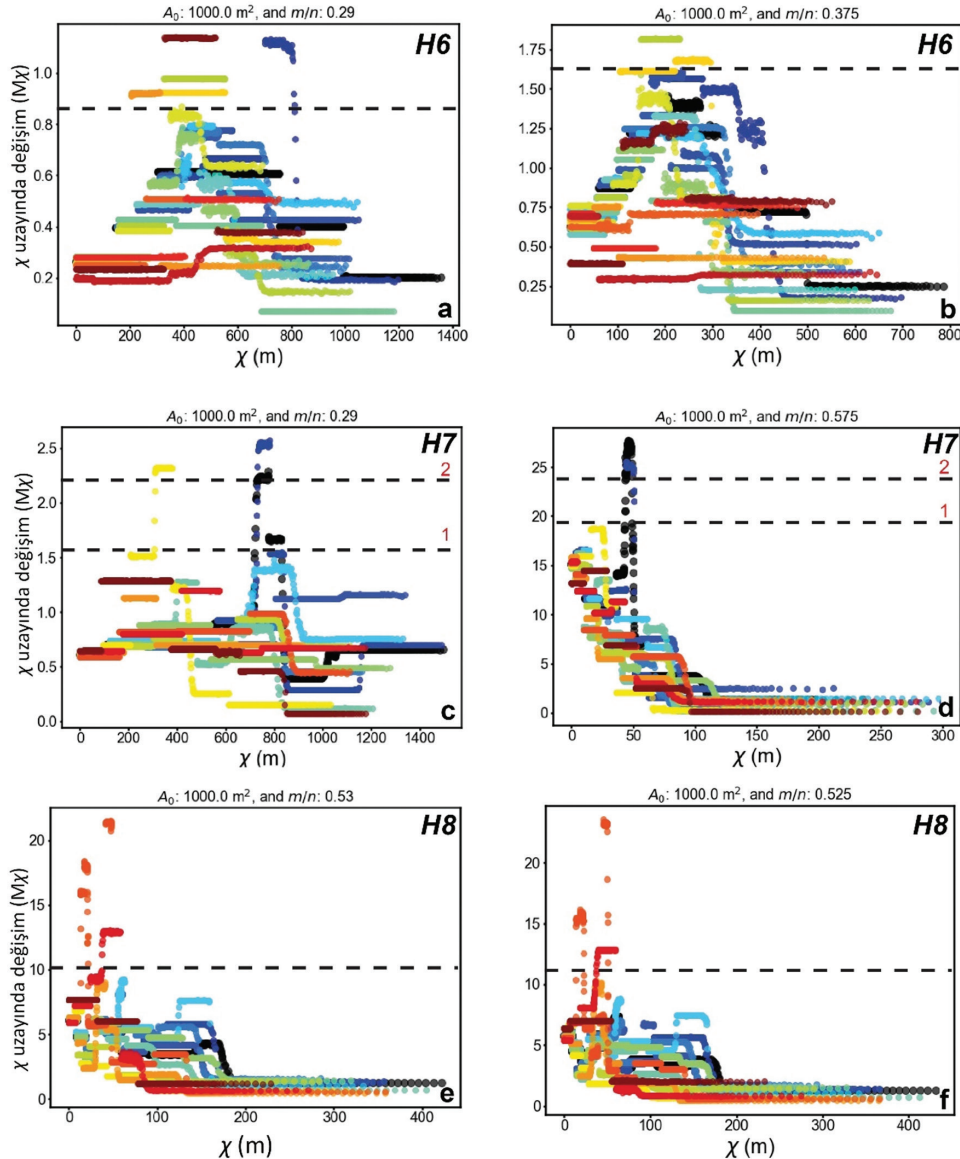 A₀: 1000.0 m², and m/n: 0.29
H6
χ uzayında değişim (Mχ)
1.0
0.8
0.6
0.4
0.2
0 200 400 600 800 1000 1200 1400
χ (m)
a
A₀: 1000.0 m², and m/n: 0.375
H6
1.75
1.50
1.25
1.00
0.75
0.50
0.25
0 100 200 300 400 500 600 700 800
χ (m)
b
A₀: 1000.0 m², and m/n: 0.29
H7
χ uzayında değişim (Mχ)
2.5
2.0
1.5
1.0
0.5
0.0
2
1
0 200 400 600 800 1000 1200 1400
χ (m)
c
A₀: 1000.0 m², and m/n: 0.575
H7
25
20
15
10
5
0
2
1
0 50 100 150 200 250 300
χ (m)
d
A₀: 1000.0 m², and m/n: 0.53
H8
χ uzayında değişim (Mχ)
20
15
10
5
0
0 100 200 300 400
χ (m)
e
A₀: 1000.0 m², and m/n: 0.525
H8
20
15
10
5
0
0 100 200 300 400
χ (m)
f